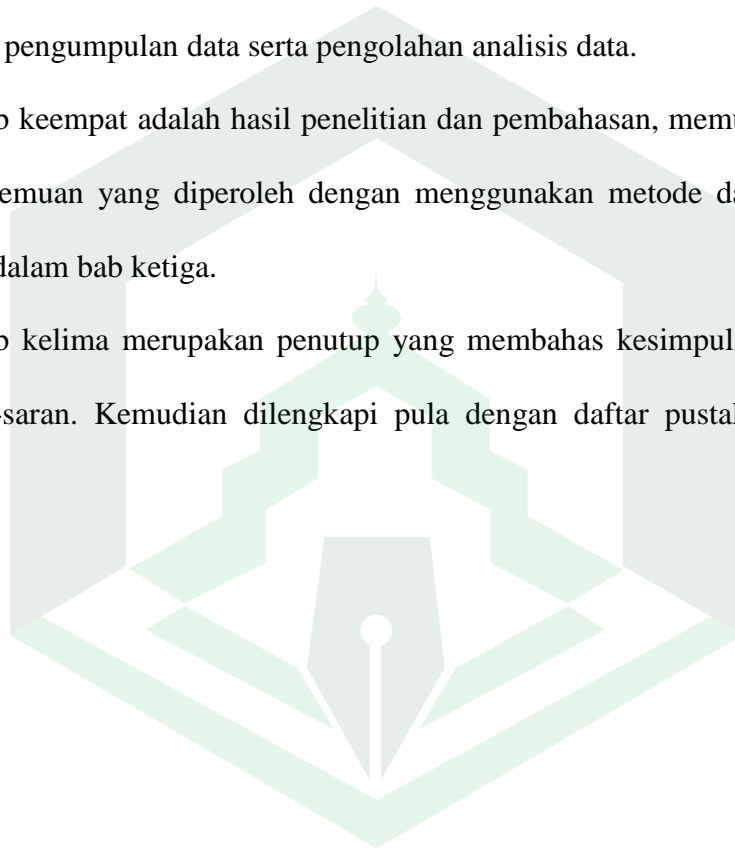 pengumpulan data serta pengolahan analisis data.
keempat adalah hasil penelitian dan pembahasan,
yang diperoleh dengan menggunakan metode
dalam bab ketiga.
kelima merupakan penutup yang membahas
saran. Kemudian dilengkapi pula dengan daftar